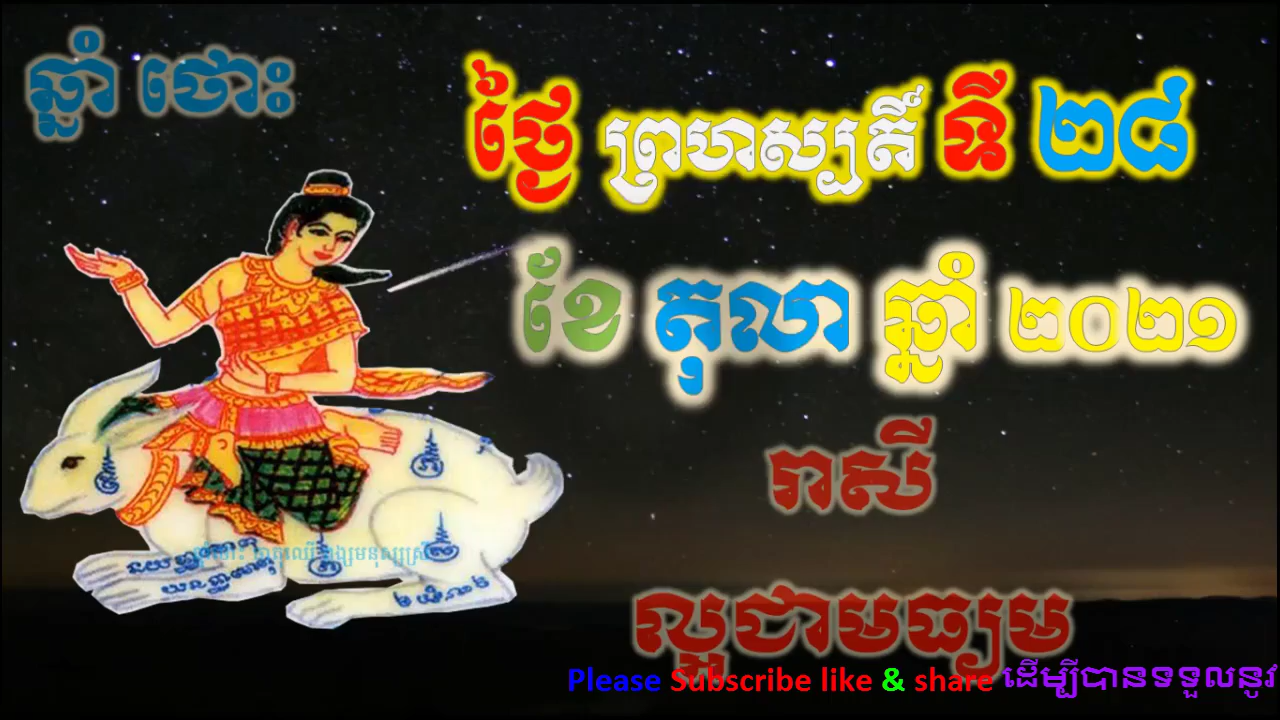 ឆ្នាំ ថោះ
ថ្ងៃ ព្រហស្បតិ៍ ទី ២៨
ខែ តុលា ឆ្នាំ ២០២១
រាសី
ល្អជាមធ្យម
Please Subscribe like & share ដើម្បីបានទទួលនូវ